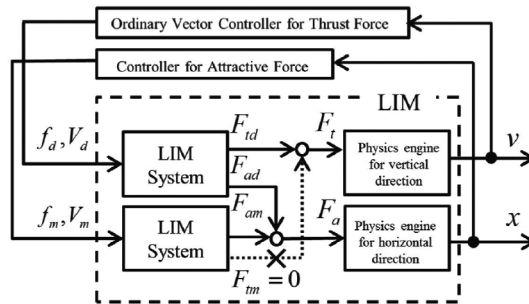 Ordinary Vector Controller for Thrust Force
Controller for Attractive Force
LIM
f_d, V_d
LIM
System
F_td
F_ad
F_t
Physics engine
for vertical
direction
v
f_m, V_m
LIM
System
F_am
F_tm = 0
F_a
Physics engine
for horizontal
direction
x